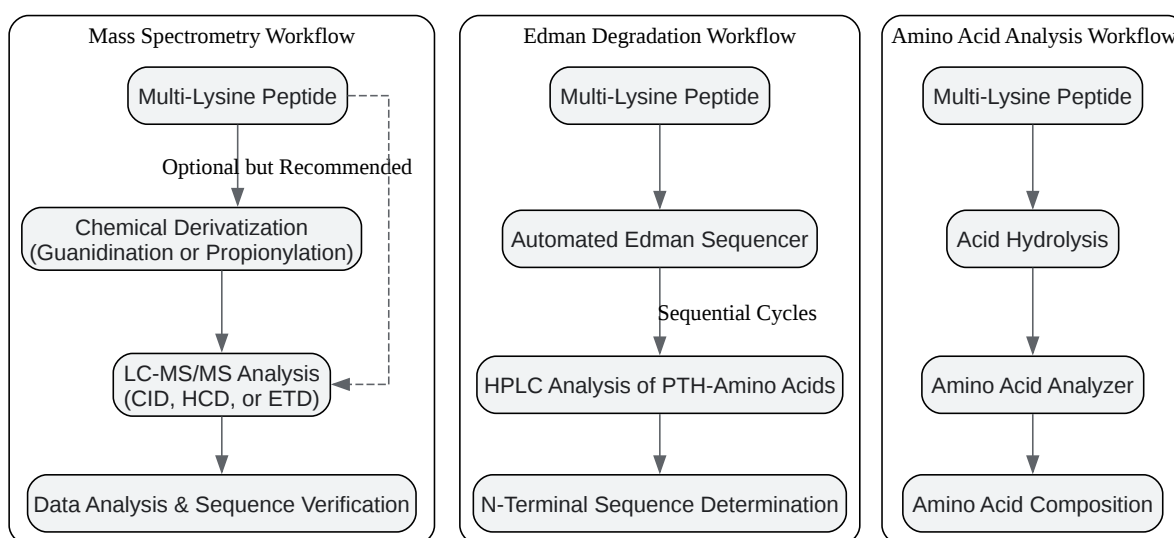 Mass Spectrometry Workflow
Multi-Lysine Peptide
Optional but Recommended
Chemical Derivatization
(Guanidination or Propionylation)
LC-MS/MS Analysis
(CID, HCD, or ETD)
Data Analysis & Sequence Verification
Edman Degradation Workflow
Multi-Lysine Peptide
Automated Edman Sequencer
Sequential Cycles
HPLC Analysis of PTH-Amino Acids
N-Terminal Sequence Determination
Amino Acid Analysis Workflow
Multi-Lysine Peptide
Acid Hydrolysis
Amino Acid Analyzer
Amino Acid Composition